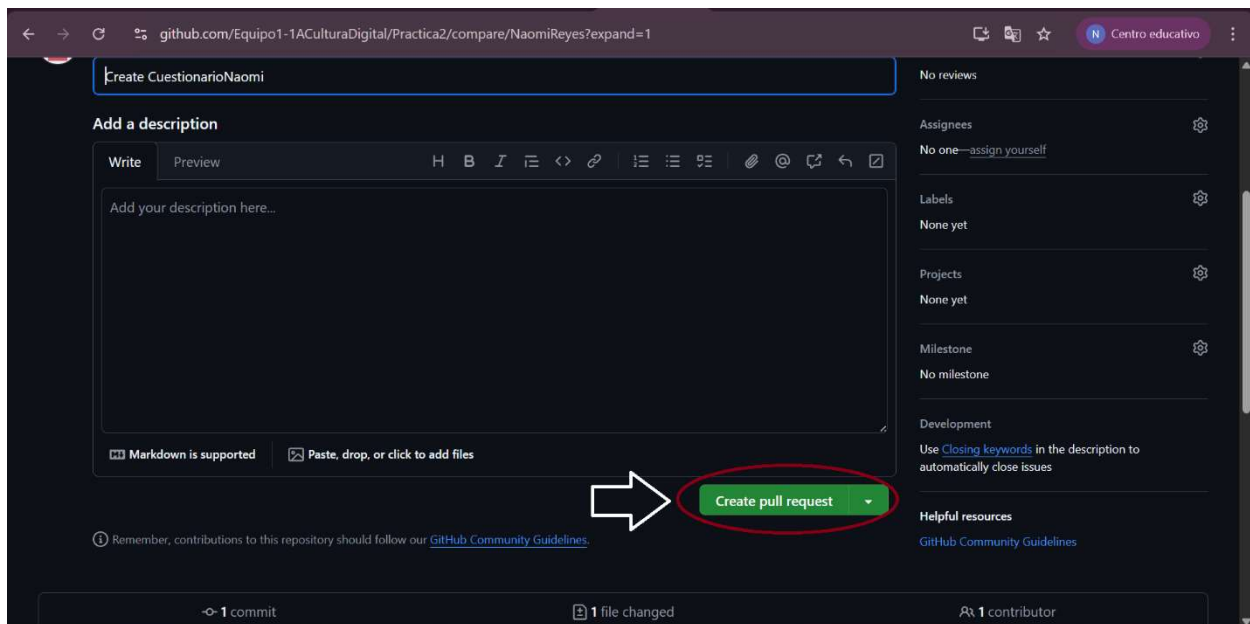 github.com/Equipo1-1ACulturaDigital/Practica2/compare/NaomiReyes?expand=1
N Centro educativo
Create CuestionarioNaomi
Add a description
Write Preview
H B I
Add your description here...
Markdown is supported
Paste, drop, or click to add files
Create pull request
Remember, contributions to this repository should follow our GitHub Community Guidelines.
1 commit
1 file changed
1 contributor
No reviews
Assignees
No one—assign yourself
Labels
None yet
Projects
None yet
Milestone
No milestone
Development
Use Closing keywords in the description to
automatically close issues
Helpful resources
GitHub Community Guidelines